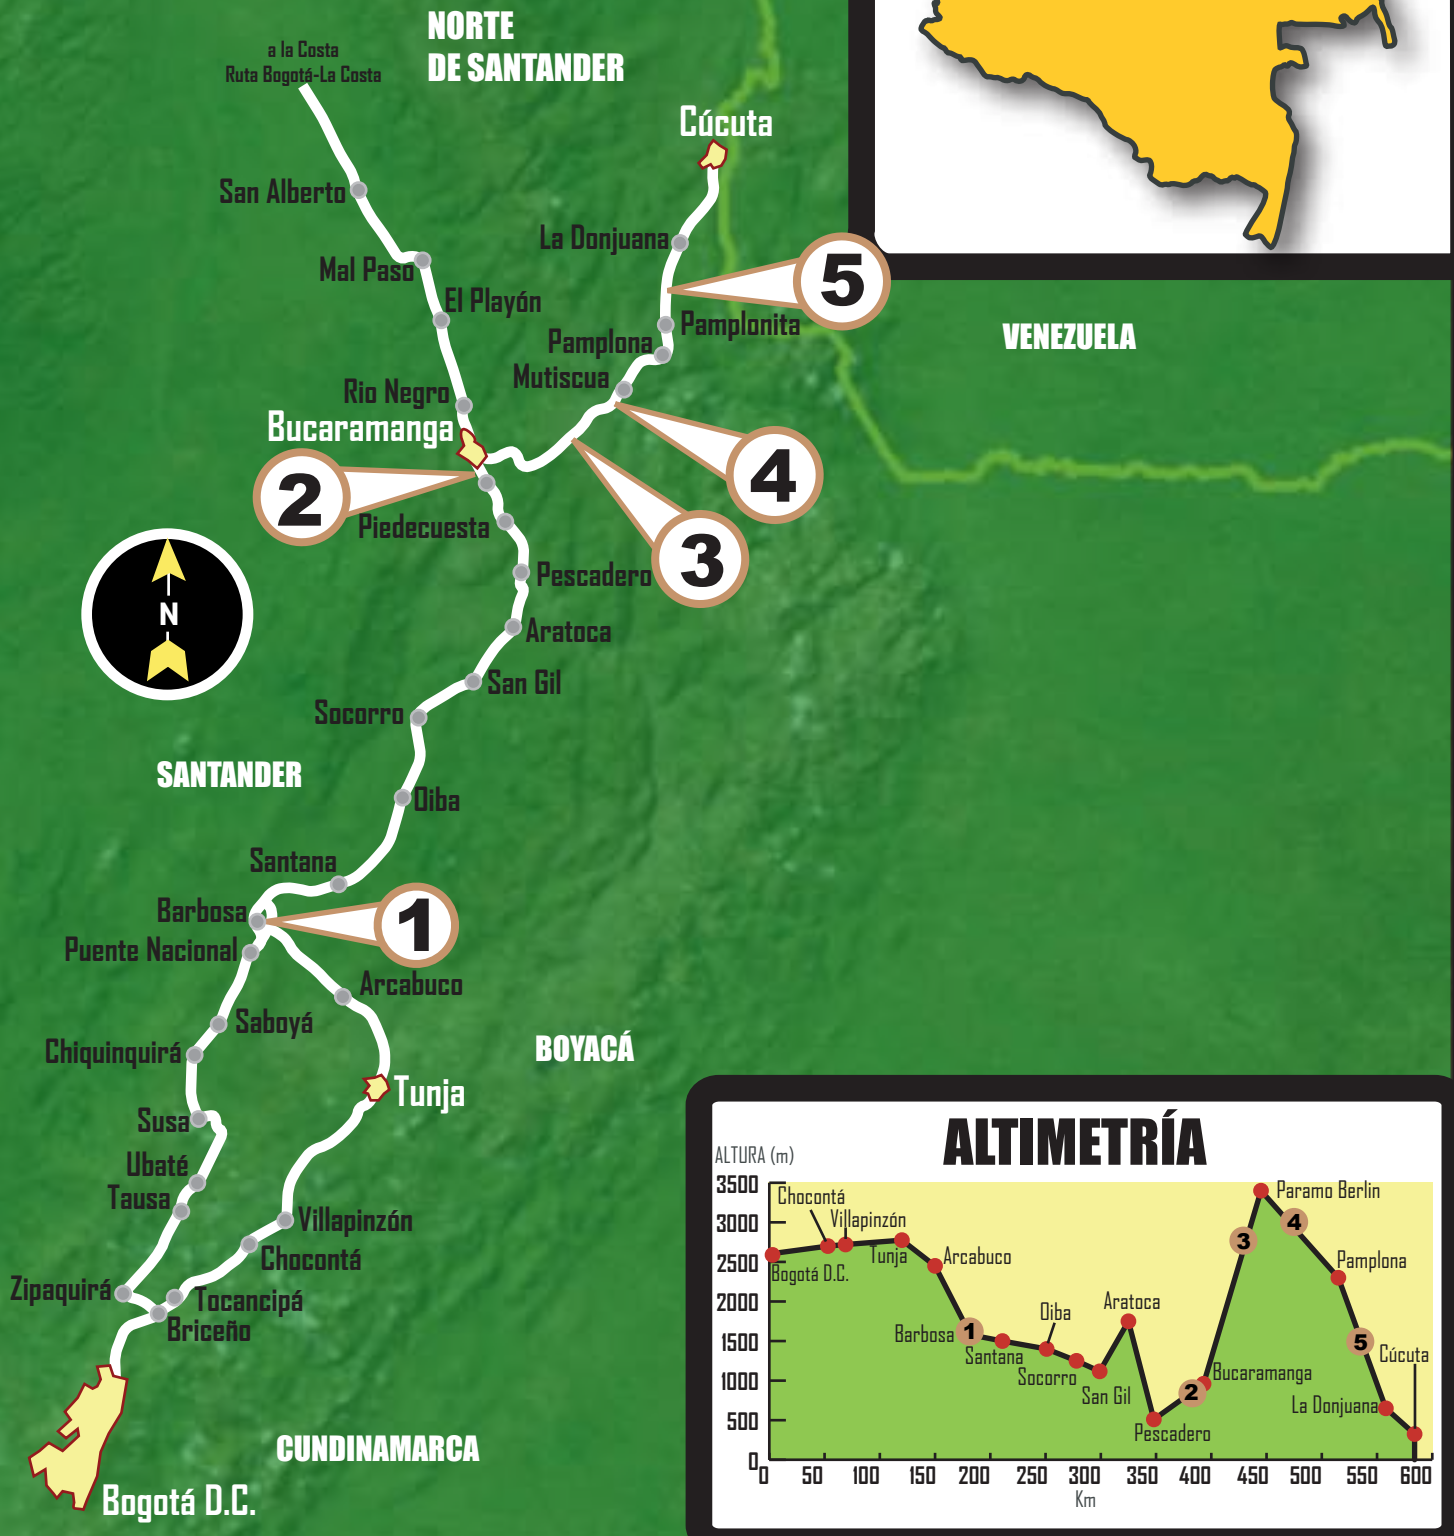 NORTE
DE SANTANDER
a la Costa
Ruta Bogotá-La Costa
Cúcuta
San Alberto
La Donjuana
Mal Paso
5
El Playón
Pamplonita
VENEZUELA
Pamplona
Mutiscua
Rio Negro
Bucaramanga
4
2
Piedecuesta
3
Pescadero
N
Aratoca
San Gil
Socorro
SANTANDER
Oiba
Santana
Barbosa
1
Puente Nacional
Arcabuco
Saboyá
Chiquinquirá
BOYACÁ
Tunja
Susa
Ubaté
Tausa
Villapinzón
Chocontá
Zipaquirá
Tocancipá
Briceño
CUNDINAMARCA
Bogotá D.C.
ALTIMETRÍA
ALTURA (m)
3500
3000
2500
2000
1500
1000
500
0
Chocontá
Villapinzón
Paramo Berlin
4
3
Tunja
Arcabuco
Bogotá D.C.
Pamplona
Oiba
Aratoca
Barbosa
1
5
Santana
Cúcuta
Socorro
San Gil
2
Bucaramanga
La Donjuana
Pescadero
0 50 100 150 200 250 300 350 400 450 500 550 600
Km